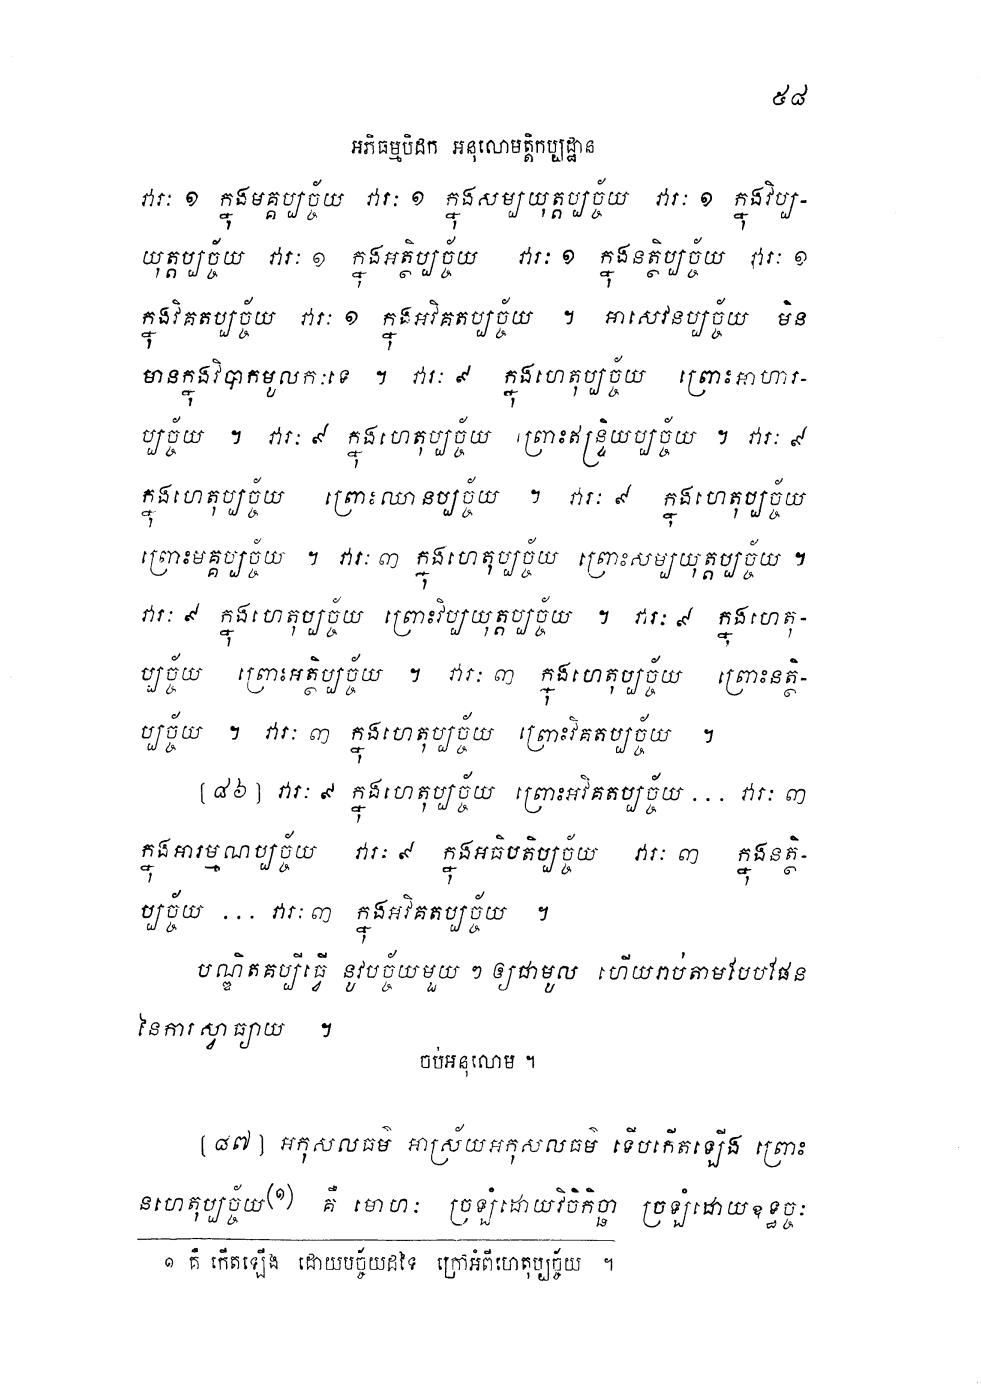 ៥៨
អភិធម្មបិដក អនុលោមត្តិកប្បដ្ឋាន
វារៈ ១ ក្នុងមគ្គប្បច្ច័យ វារៈ ១ ក្នុងសម្បយុត្តប្បច្ច័យ វារៈ ១ ក្នុងវិប្ប-
យុត្តប្បច្ច័យ វារៈ ១ ក្នុងអត្ថិប្បច្ច័យ វារៈ ១ ក្នុងនត្ថិប្បច្ច័យ វារៈ ១
ក្នុងវិគតប្បច្ច័យ វារៈ ១ ក្នុងអវិគតប្បច្ច័យ ។ អាសេវនប្បច្ច័យ មិន
មានក្នុងវិបាកមូលកៈទេ ។ វារៈ ៩ ក្នុងហេតុប្បច្ច័យ ព្រោះអាហារ-
ប្បច្ច័យ ។ វារៈ ៩ ក្នុងហេតុប្បច្ច័យ ព្រោះឥន្ទ្រិយប្បច្ច័យ ។ វារៈ ៩
ក្នុងហេតុប្បច្ច័យ ព្រោះឈានប្បច្ច័យ ។ វារៈ ៩ ក្នុងហេតុប្បច្ច័យ
ព្រោះមគ្គប្បច្ច័យ ។ វារៈ ៣ ក្នុងហេតុប្បច្ច័យ ព្រោះសម្បយុត្តប្បច្ច័យ ។
វារៈ ៩ ក្នុងហេតុប្បច្ច័យ ព្រោះវិប្បយុត្តប្បច្ច័យ ។ វារៈ ៩ ក្នុងហេតុ-
ប្បច្ច័យ ព្រោះអត្ថិប្បច្ច័យ ។ វារៈ ៣ ក្នុងហេតុប្បច្ច័យ ព្រោះនត្ថិ-
ប្បច្ច័យ ។ វារៈ ៣ ក្នុងហេតុប្បច្ច័យ ព្រោះវិគតប្បច្ច័យ ។
[៨៦] វារៈ ៩ ក្នុងហេតុប្បច្ច័យ ព្រោះអវិគតប្បច្ច័យ ... វារៈ ៣
ក្នុងអារម្មណប្បច្ច័យ វារៈ ៩ ក្នុងអធិបតិប្បច្ច័យ វារៈ ៣ ក្នុងនត្ថិ-
ប្បច្ច័យ ... វារៈ ៣ ក្នុងអវិគតប្បច្ច័យ ។
បណ្ឌិតគប្បីធ្វើ នូវបច្ច័យមួយ ៗ ឲ្យជាមូល ហើយរាប់តាមបែបផែន
នៃការស្វាធ្យាយ ។
ចប់អនុលោម ។
[៨៧] អកុសលធម៌ អាស្រ័យអកុសលធម៌ ទើបកើតឡើង ព្រោះ
នហេតុប្បច្ច័យ(១) គឺ មោហៈ ច្រឡំដោយវិចិកិច្ឆា ច្រឡំដោយឧទ្ធច្ចៈ
១ គឺ កើតឡើង ដោយបច្ច័យដទៃ ក្រៅអំពីហេតុប្បច្ច័យ ។